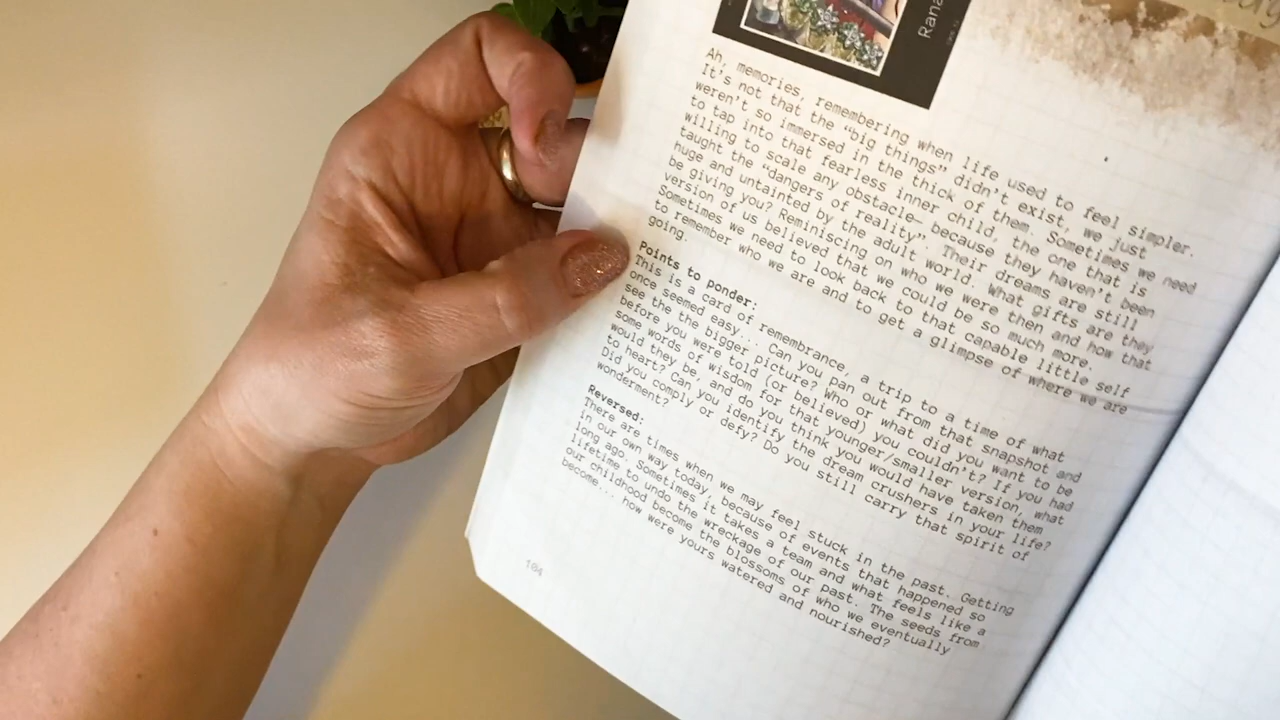 Rana
Ah, memories, remembering when life used to feel simpler.
It's not that the "big things" didn't exist, we just
weren't so immersed in the thick of them. Sometimes we need
to tap into that fearless inner child, the one that is
willing to scale any obstacle— because they haven't been
taught the "dangers of reality". Their dreams are still
huge and untainted by the adult world. What gifts are they
be giving you? Reminiscing on who we were then and how that
version of us believed that we could be so much more.
Sometimes we need to look back to that capable little self
to remember who we are and to get a glimpse of where we are
going.
Points to ponder:
This is a card of remembrance, a trip to a time of what
once seemed easy... Can you pan out from that snapshot and
see the the bigger picture? Who or what did you want to be
before you were told (or believed) you couldn't? If you had
some words of wisdom for that younger/smaller version, what
would they be, and do you think you would have taken them
to heart? Can you identify the dream crushers in your life?
Did you comply or defy? Do you still carry that spirit of
wonderment?
Reversed:
There are times when we may feel stuck in the past. Getting
in our own way today, because of events that happened so
long ago. Sometimes it takes a team and what feels like a
lifetime to undo the wreckage of our past. The seeds from
our childhood become the blossoms of who we eventually
become... how were yours watered and nourished?
184